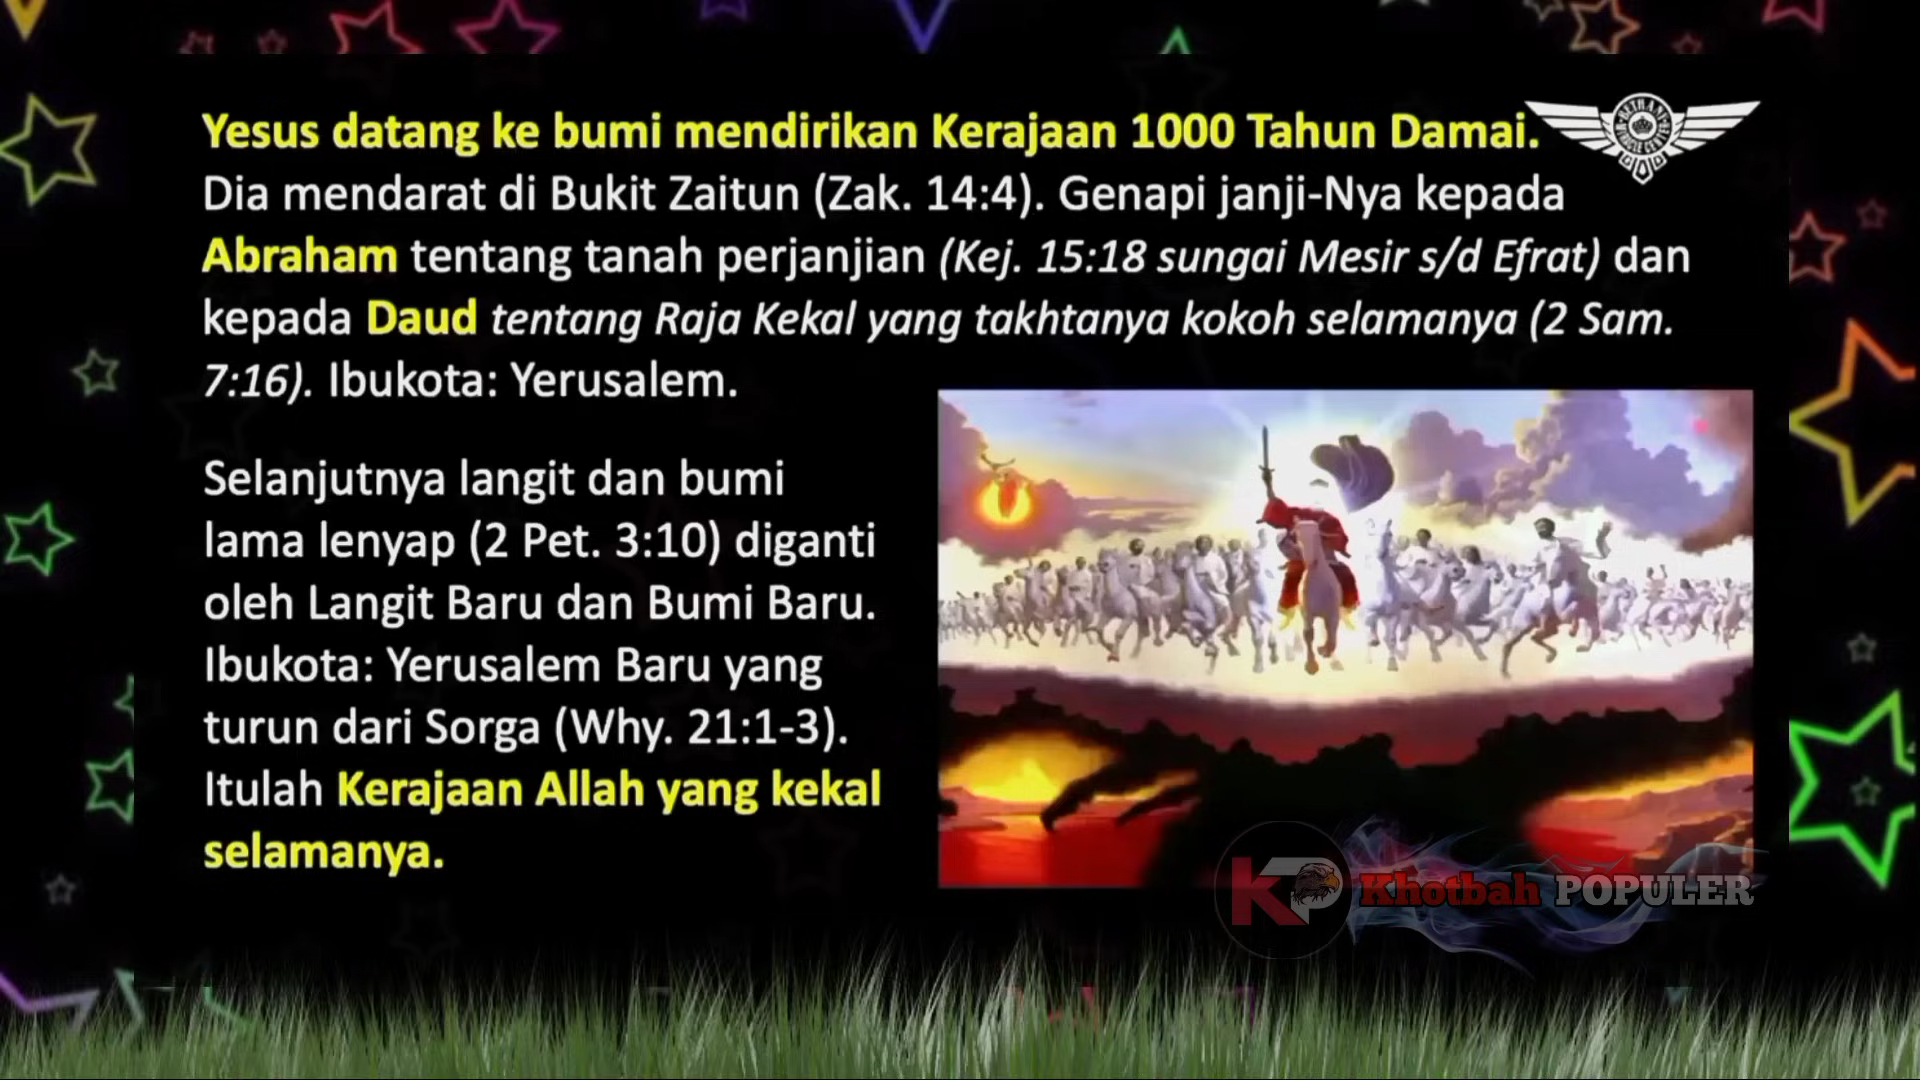 Yesus datang ke bumi mendirikan Kerajaan 1000 Tahun Damai.
BETHANY
MIRACLE CENTER
Dia mendarat di Bukit Zaitun (Zak. 14:4). Genapi janji-Nya kepada
Abraham tentang tanah perjanjian (Kej. 15:18 sungai Mesir s/d Efrat) dan
kepada Daud tentang Raja Kekal yang takhtanya kokoh selamanya (2 Sam.
7:16). Ibukota: Yerusalem.
Selanjutnya langit dan bumi
lama lenyap (2 Pet. 3:10) diganti
oleh Langit Baru dan Bumi Baru.
Ibukota: Yerusalem Baru yang
turun dari Sorga (Why. 21:1-3).
Itulah Kerajaan Allah yang kekal
selamanya.
KP Khotbah POPULER